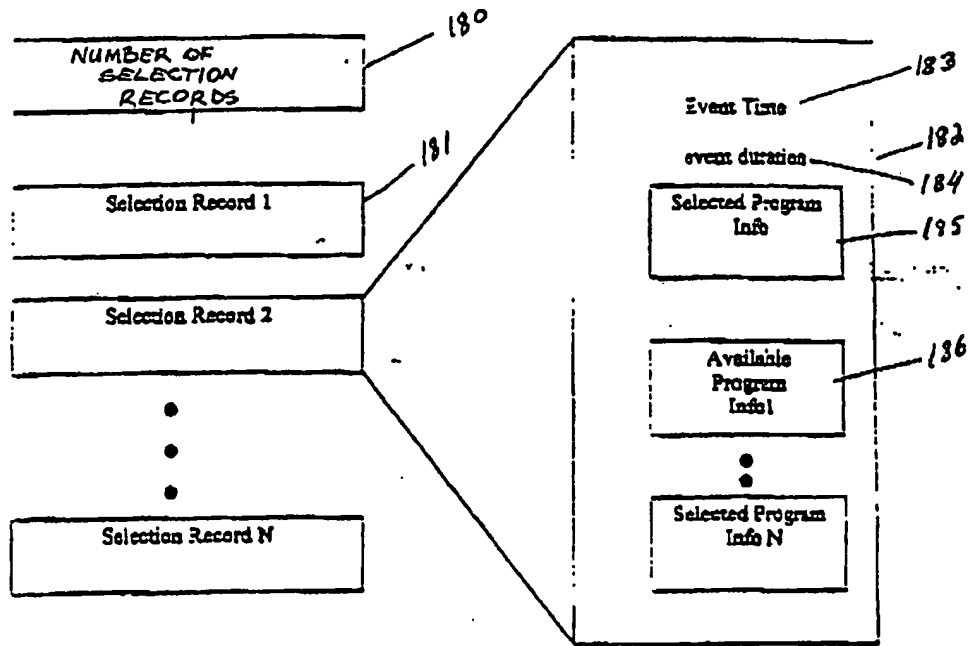 180
NUMBER OF
SELECTION
RECORDS
181
Selection Record 1
Selection Record 2
Selection Record N
183
Event Time
182
event duration
184
Selected Program
Info
185
Available
Program
Info1
186
Selected Program
Info N